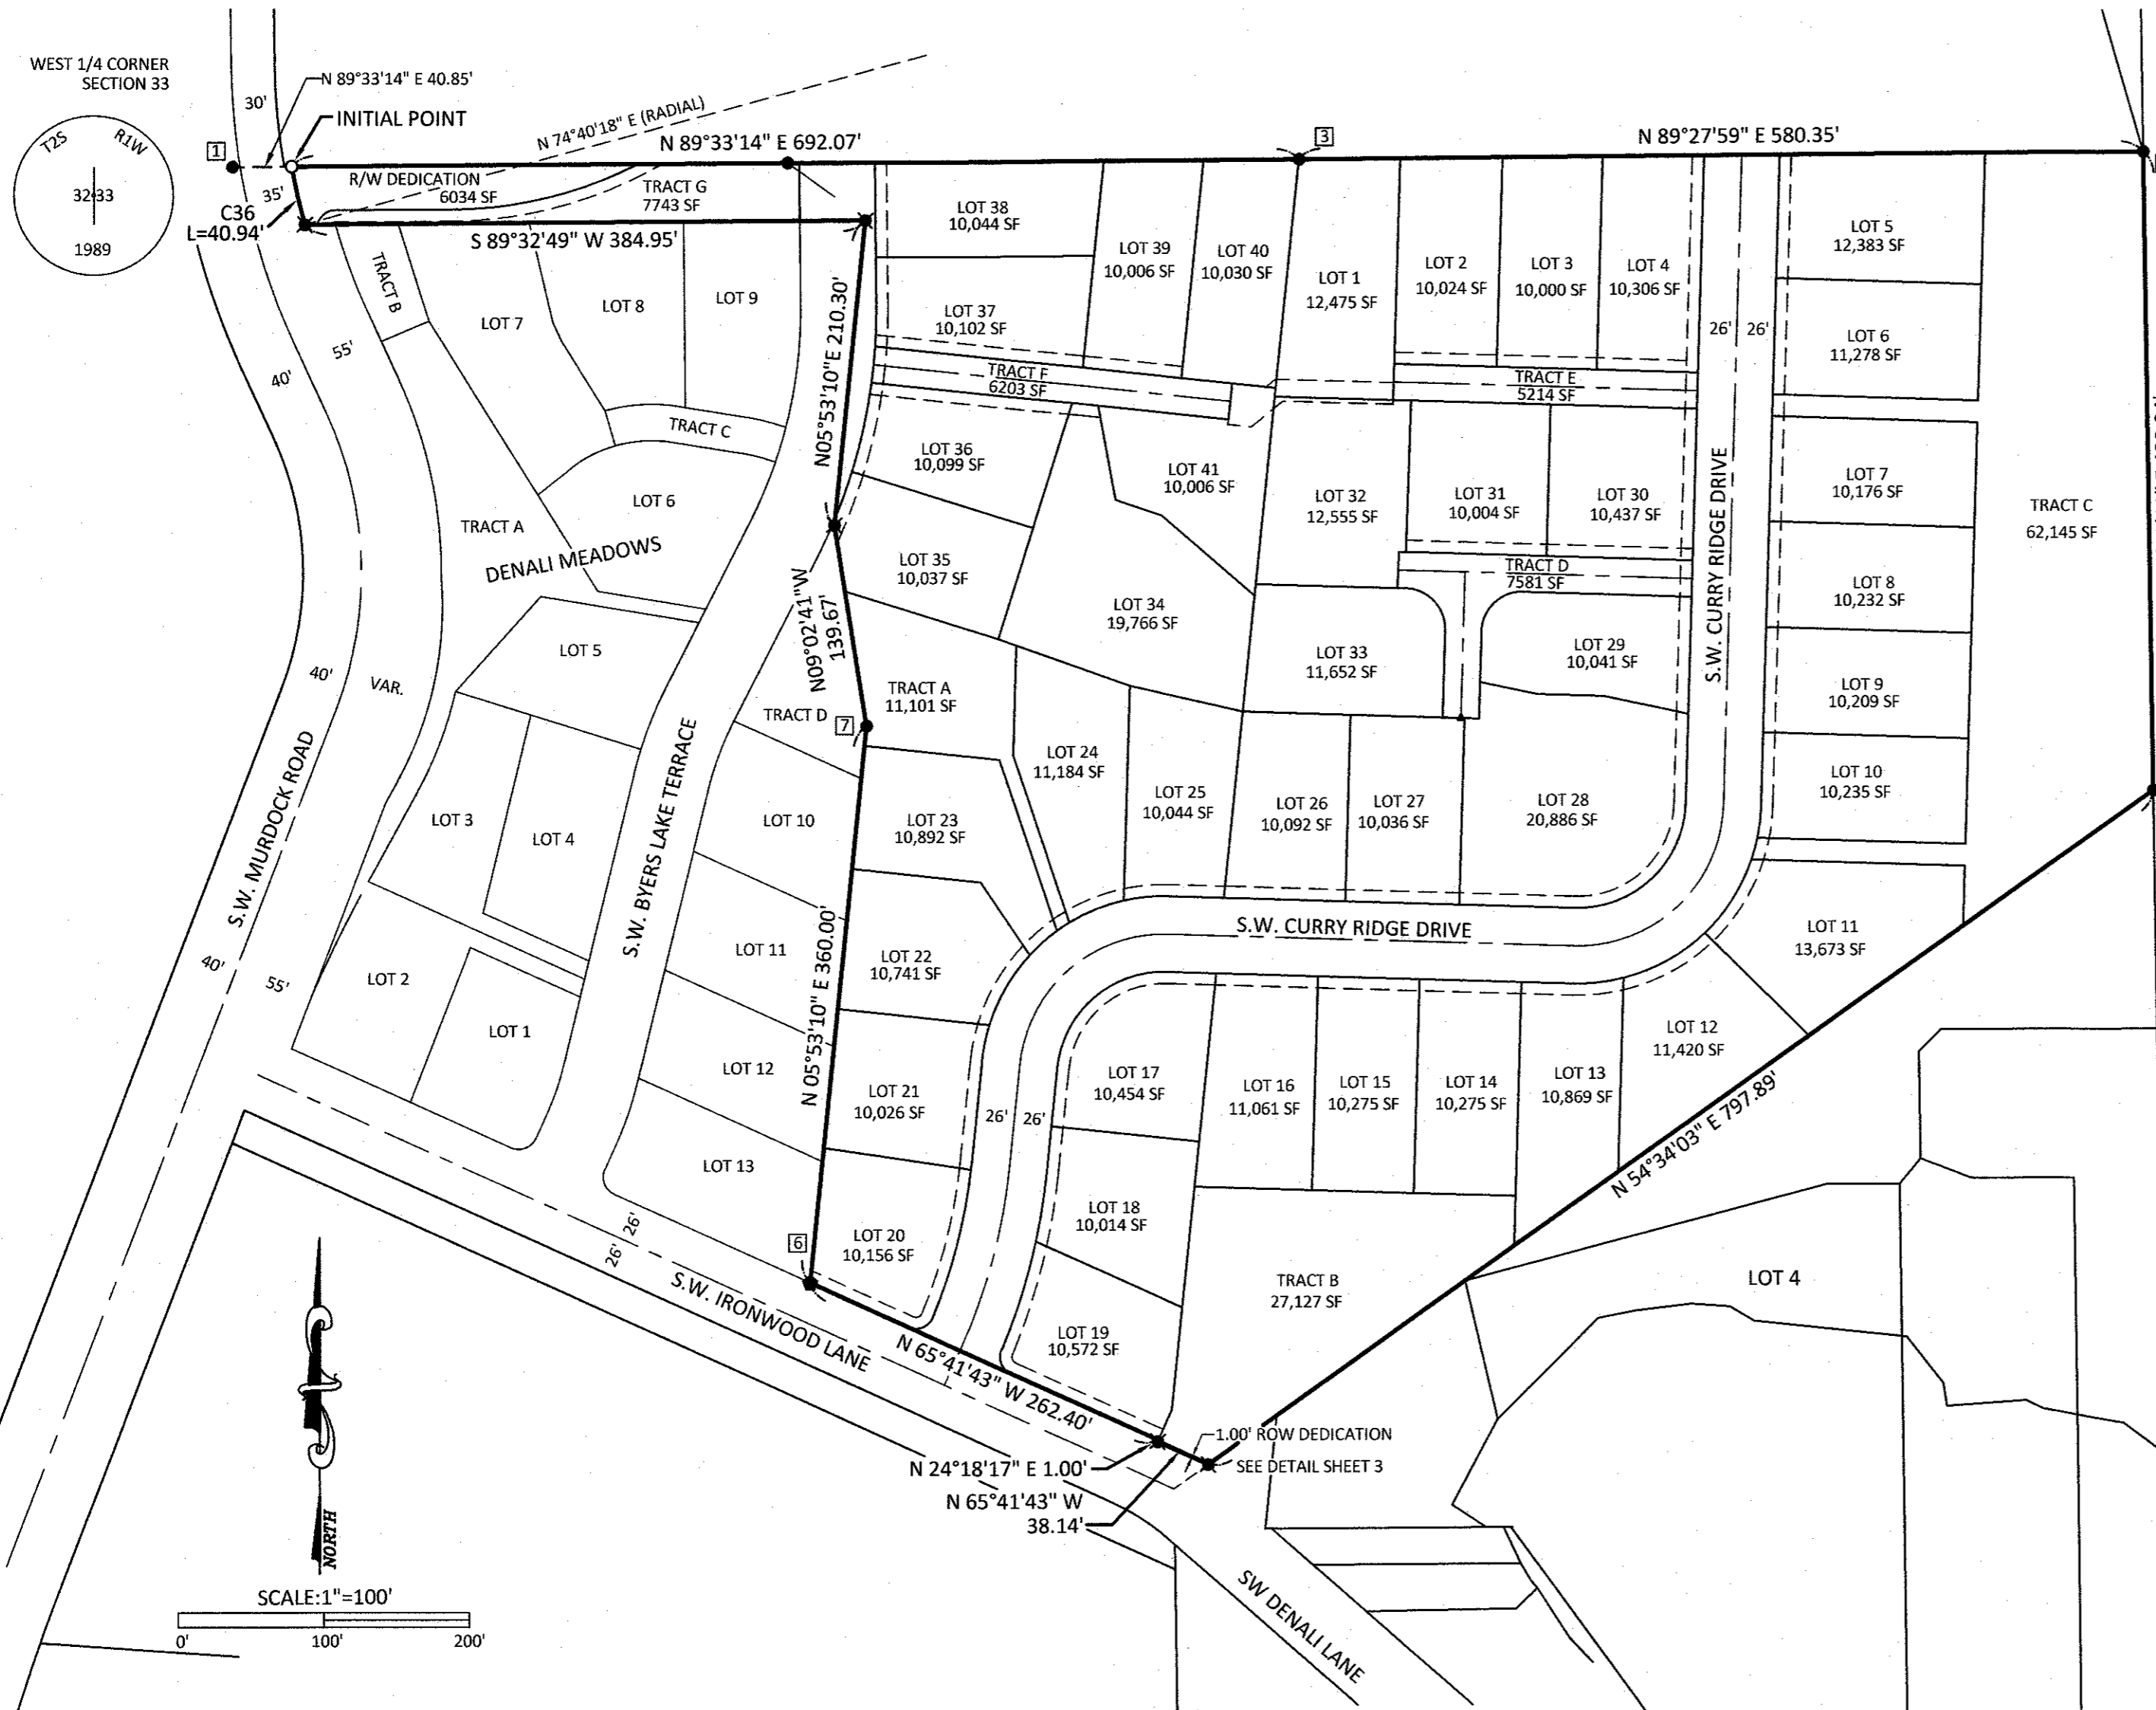 WEST 1/4 CORNER
SECTION 33
N 89°33'14" E 40.85'
30'
INITIAL POINT
N 74°40'18" E (RADIAL)
N 89°33'14" E 692.07'
3
N 89°27'59" E 580.35'
T2S
R1W
32 33
1989
1
35'
C36
L=40.94'
R/W DEDICATION
6034 SF
TRACT G
7743 SF
S 89°32'49" W 384.95'
LOT 38
10,044 SF
LOT 39
10,006 SF
LOT 40
10,030 SF
LOT 1
12,475 SF
LOT 2
10,024 SF
LOT 3
10,000 SF
LOT 4
10,306 SF
LOT 5
12,383 SF
TRACT B
LOT 7
LOT 8
LOT 9
N05°53'10"E 210.30'
LOT 37
10,102 SF
26'
26'
LOT 6
11,278 SF
55'
40'
TRACT F
6203 SF
TRACT E
5214 SF
TRACT C
LOT 36
10,099 SF
LOT 41
10,006 SF
LOT 32
12,555 SF
LOT 31
10,004 SF
LOT 30
10,437 SF
S.W. CURRY RIDGE DRIVE
LOT 7
10,176 SF
TRACT C
62,145 SF
LOT 6
TRACT A
DENALI MEADOWS
LOT 35
10,037 SF
TRACT D
7581 SF
LOT 8
10,232 SF
N09°02'41"W
139.67'
LOT 34
19,766 SF
LOT 33
11,652 SF
LOT 29
10,041 SF
LOT 5
40'
VAR.
TRACT D
7
TRACT A
11,101 SF
LOT 9
10,209 SF
S.W. MURDOCK ROAD
S.W. BYERS LAKE TERRACE
LOT 24
11,184 SF
LOT 25
10,044 SF
LOT 26
10,092 SF
LOT 27
10,036 SF
LOT 28
20,886 SF
LOT 10
10,235 SF
LOT 3
LOT 4
LOT 10
LOT 23
10,892 SF
S.W. CURRY RIDGE DRIVE
LOT 11
13,673 SF
40'
55'
LOT 2
LOT 11
N 05°53'10" E 360.00'
LOT 22
10,741 SF
LOT 1
LOT 12
LOT 21
10,026 SF
26'
26'
LOT 17
10,454 SF
LOT 16
11,061 SF
LOT 15
10,275 SF
LOT 14
10,275 SF
LOT 13
10,869 SF
LOT 12
11,420 SF
N 54°34'03" E 797.89'
LOT 13
26'
26'
6
LOT 20
10,156 SF
LOT 18
10,014 SF
TRACT B
27,127 SF
LOT 4
S.W. IRONWOOD LANE
N 65°41'43" W 262.40'
LOT 19
10,572 SF
1.00' ROW DEDICATION
SEE DETAIL SHEET 3
N 24°18'17" E 1.00'
N 65°41'43" W
38.14'
NORTH
SCALE:1"=100'
0'
100'
200'
SW DENALI LANE